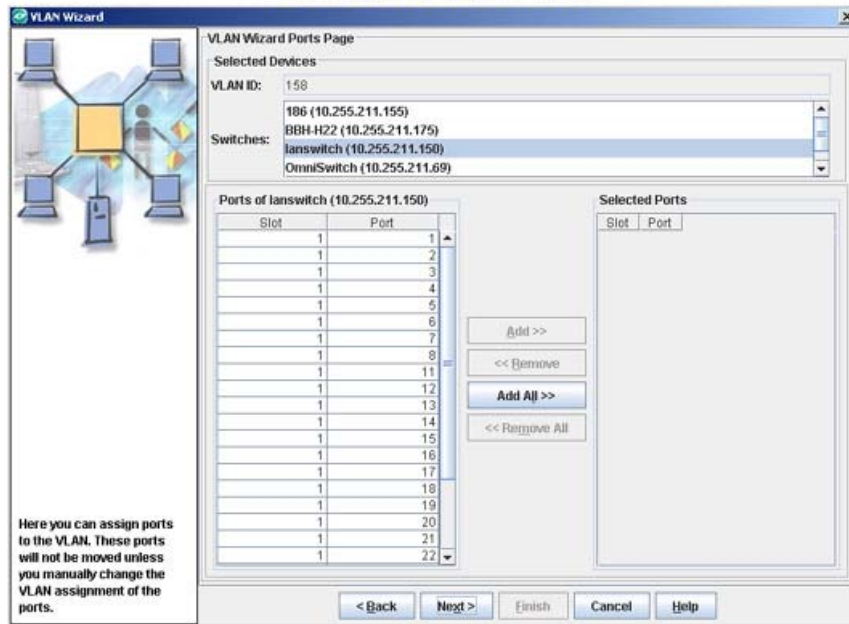 VLAN Wizard
VLAN Wizard Ports Page
Selected Devices
VLAN ID: 158
Switches:
186 (10.255.211.155)
BBH-H22 (10.255.211.175)
lanswitch (10.255.211.150)
OmniSwitch (10.255.211.69)
Ports of lanswitch (10.255.211.150)
Slot Port
1 1
1 2
1 3
1 4
1 5
1 6
1 7
1 8
1 11
1 12
1 13
1 14
1 15
1 16
1 17
1 18
1 19
1 20
1 21
1 22
Add >>
<< Remove
Add All >>
<< Remove All
Selected Ports
Slot Port
Here you can assign ports
to the VLAN. These ports
will not be moved unless
you manually change the
VLAN assignment of the
ports.
< Back Next > Finish Cancel Help